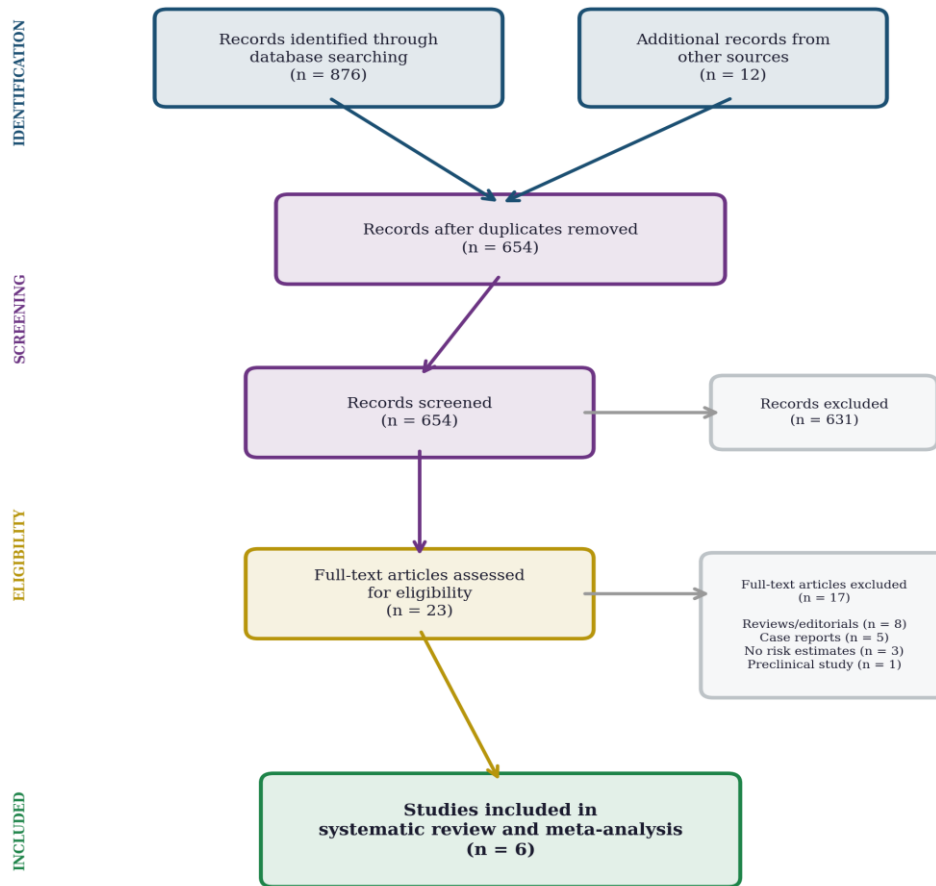 IDENTIFICATION
Records identified through
database searching
(n = 876)
Additional records from
other sources
(n = 12)
Records after duplicates removed
(n = 654)
SCREENING
Records screened
(n = 654)
Records excluded
(n = 631)
ELIGIBILITY
Full-text articles assessed
for eligibility
(n = 23)
Full-text articles excluded
(n = 17)
Reviews/editorials (n = 8)
Case reports (n = 5)
No risk estimates (n = 3)
Preclinical study (n = 1)
INCLUDED
Studies included in
systematic review and meta-analysis
(n = 6)